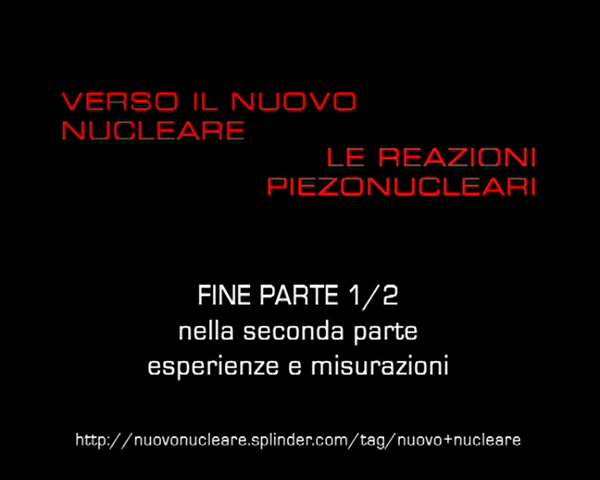 VERSO IL NUOVO
NUCLEARE
LE REAZIONI
PIEZONUCLEARI
FINE PARTE 1/2
nella seconda parte
esperienze e misurazioni
http://nuovonucleare.splinder.com/tag/nuovo+nucleare